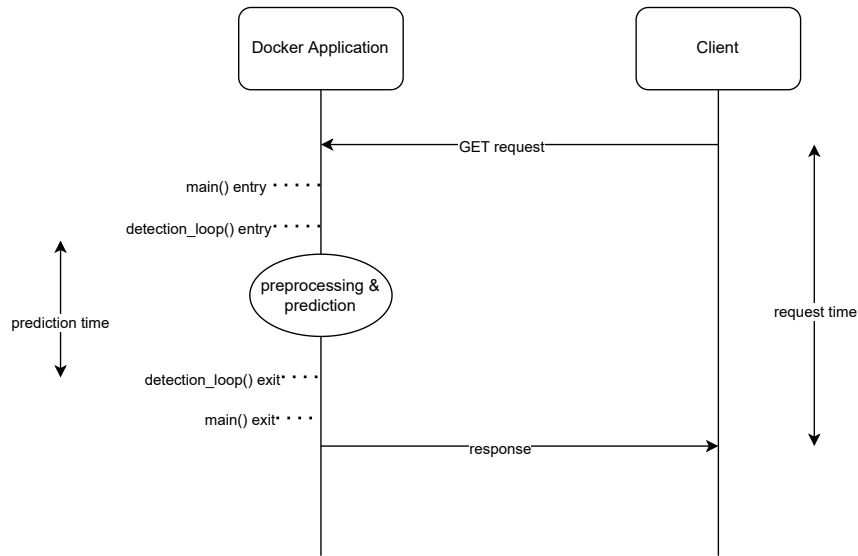 Docker Application
Client
GET request
main() entry
detection_loop() entry
preprocessing &
prediction
prediction time
request time
detection_loop() exit
main() exit
response